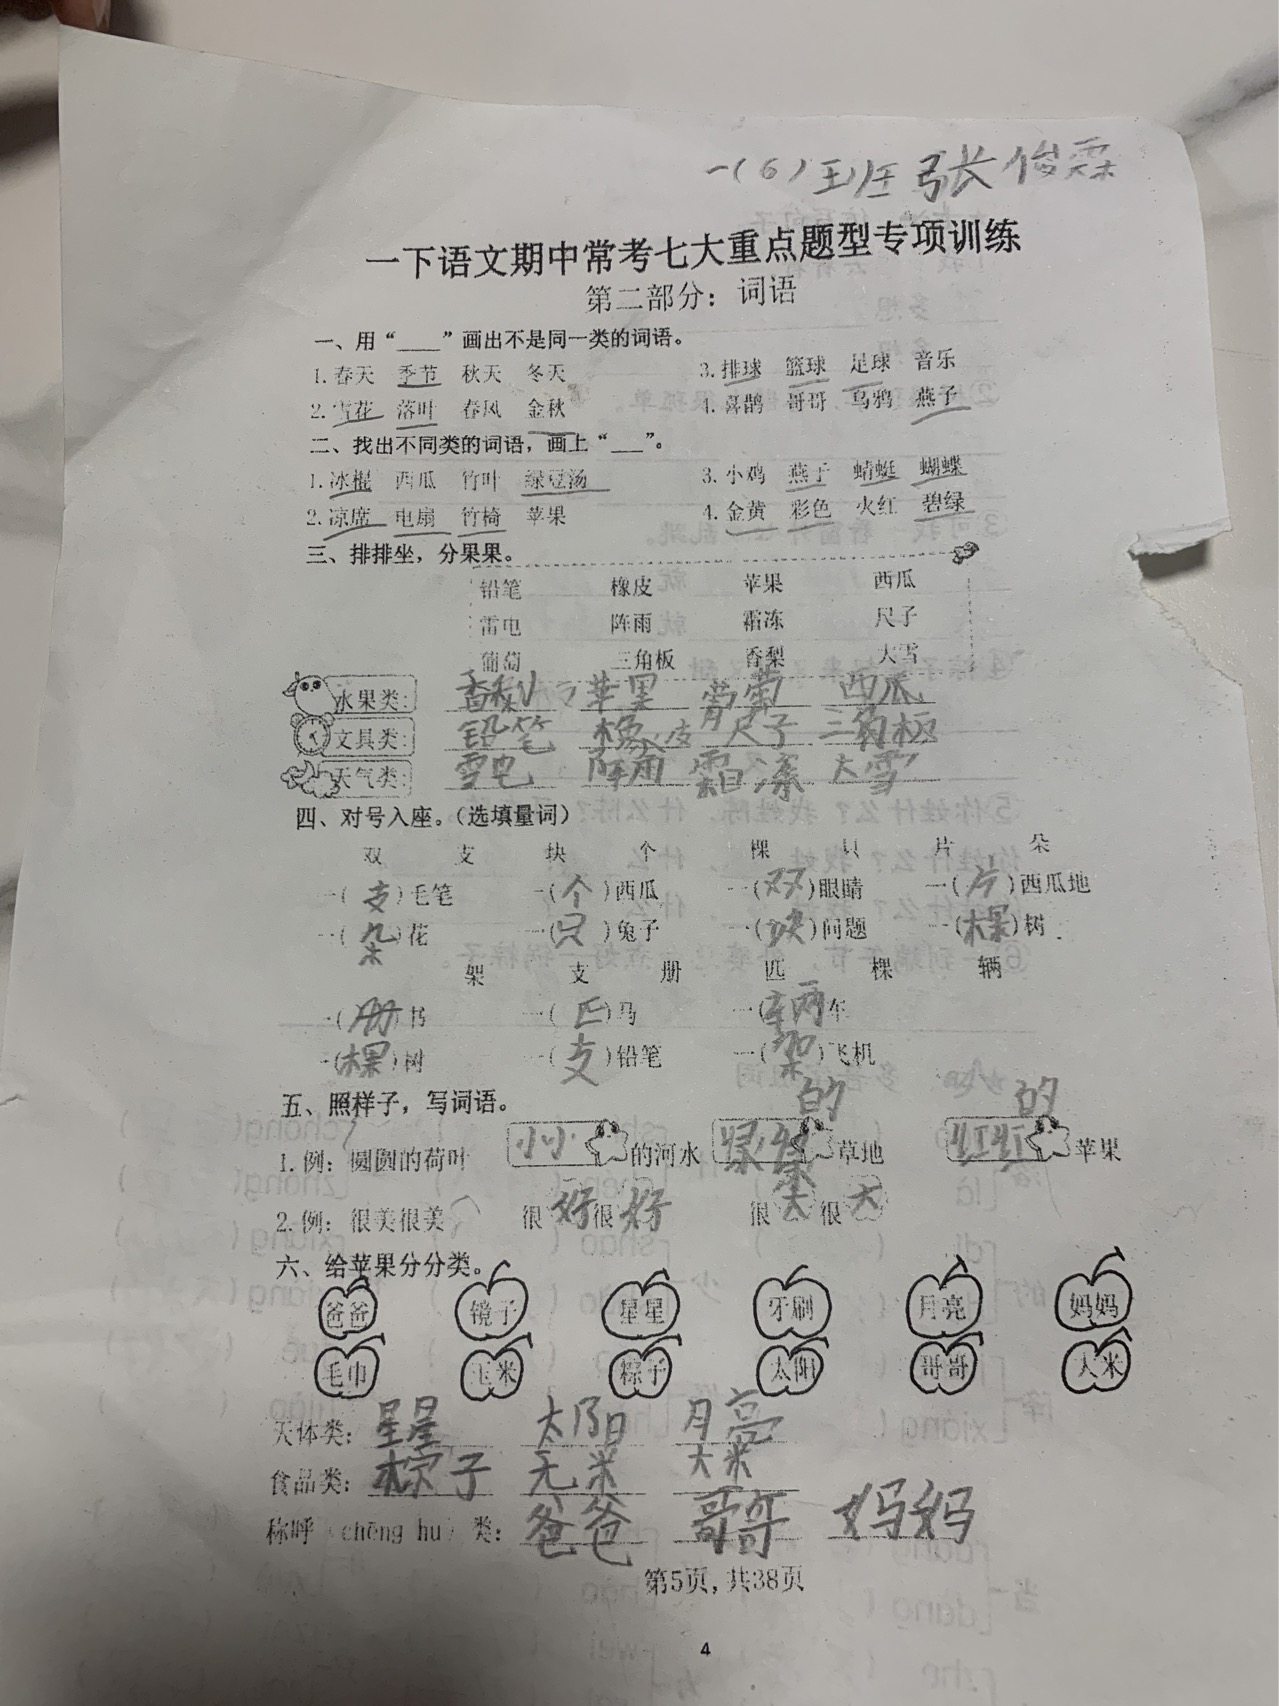 一(6)班 张俊霖
一下语文期中常考七大重点题型专项训练
第二部分：词语
一、用“___”画出不是同一类的词语。
1.春天 季节 秋天 冬天 3.排球 篮球 足球 音乐
2.雪花 落叶 春风 金秋 4.喜鹊 哥哥 乌鸦 燕子
二、找出不同类的词语，画上“___”。
1.冰棍 西瓜 竹叶 绿豆汤 3.小鸡 燕子 蜻蜓 蝴蝶
2.凉席 电扇 竹椅 苹果 4.金黄 彩色 火红 碧绿
三、排排坐，分果果。
铅笔 橡皮 苹果 西瓜
雷电 阵雨 霜冻 尺子
葡萄 三角板 香梨 大雪
水果类： 香梨 苹果 葡萄 西瓜
文具类： 铅笔 橡皮 尺子 三角板
天气类： 雷电 阵雨 霜冻 大雪
四、对号入座。（选填量词）
双 支 块 个 棵 只 片 朵
一(支)毛笔 一(个)西瓜 一(双)眼睛 一(片)西瓜地
一(朵)花 一(只)兔子 一(块)问题 一(棵)树
架 支 册 匹 棵 辆
一(册)书 一(匹)马 一(辆)车
一(棵)树 一(支)铅笔 一(架)飞机
五、照样子，写词语。
的 的
1.例：圆圆的荷叶 小小的河水 绿绿草地 红红苹果
2.例：很美很美 很好很好 很大很大
六、给苹果分分类。
爸爸 镜子 星星 牙刷 月亮 妈妈
毛巾 玉米 粽子 太阳 哥哥 大米
天体类： 星星 太阳 月亮
食品类： 粽子 无米 大米
称呼（chēng hu）类： 爸爸 哥哥 妈妈
第5页，共38页
4